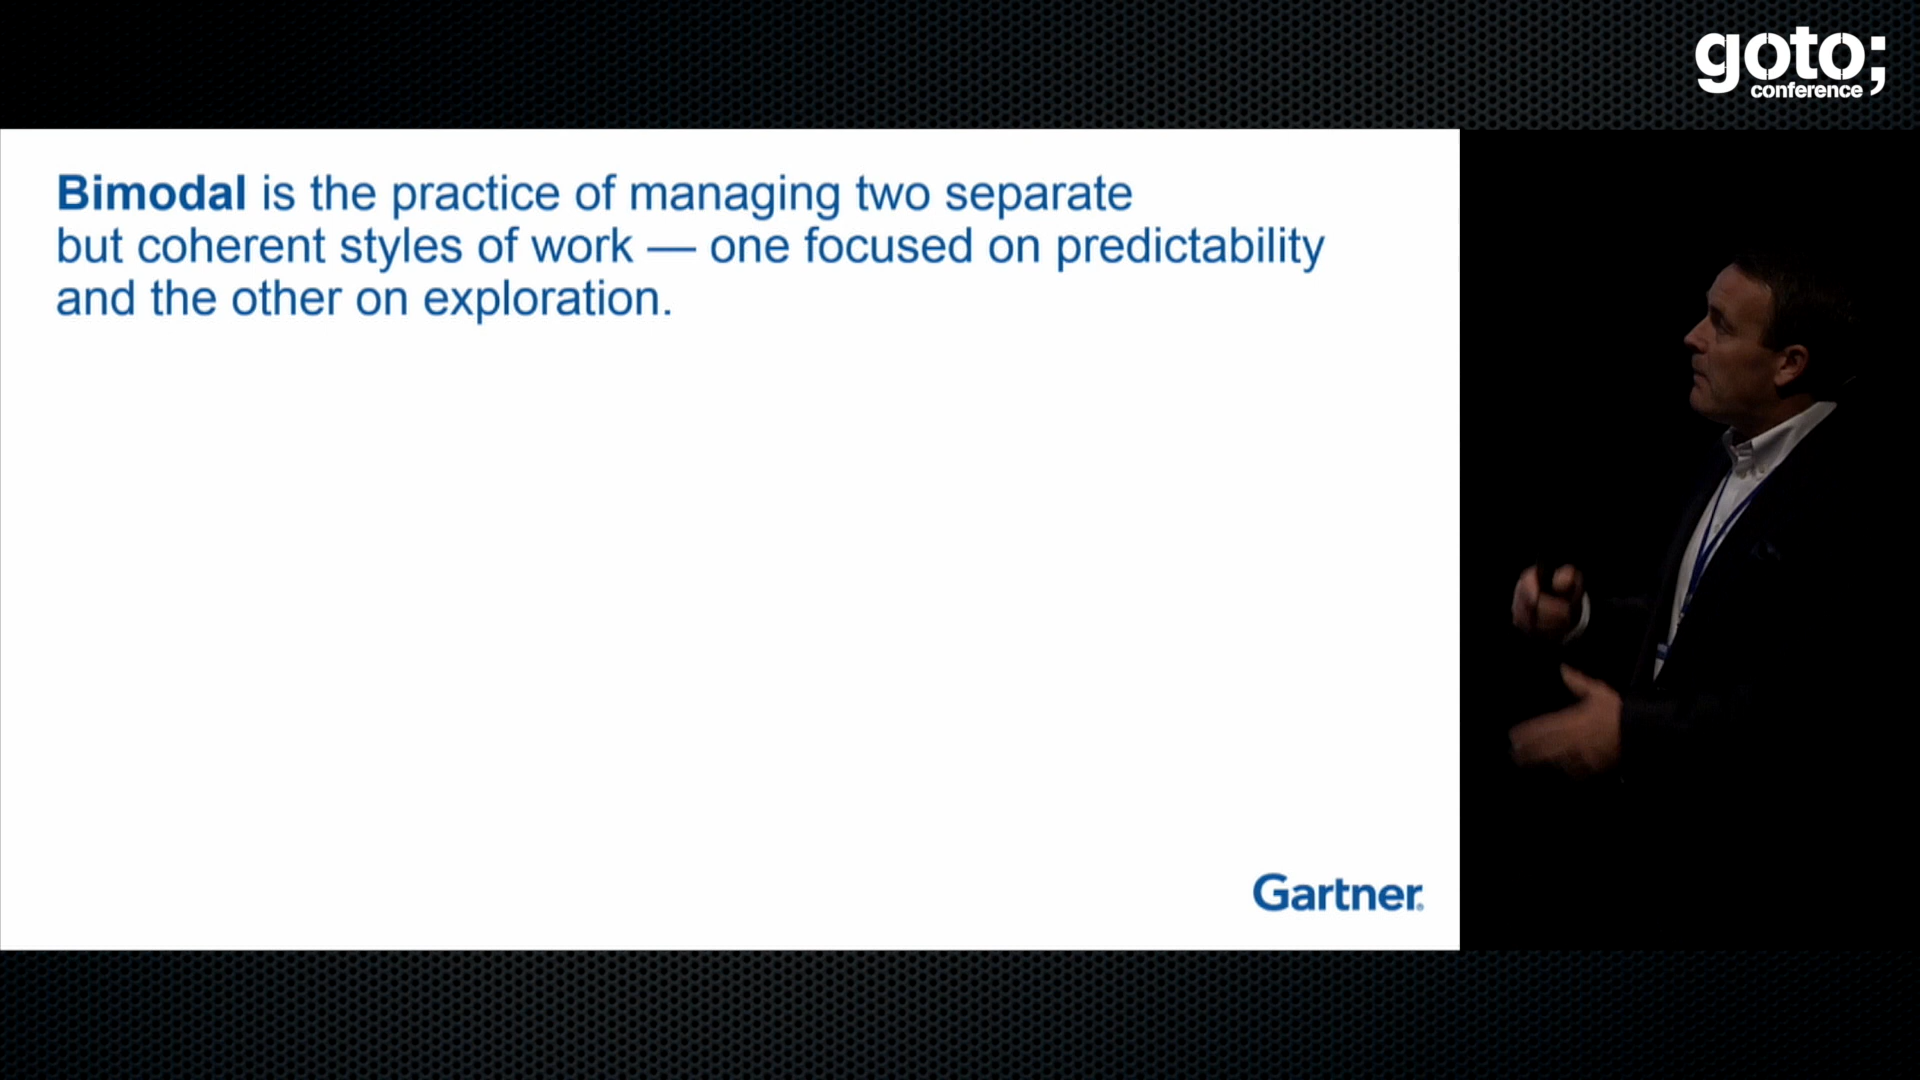 goto;
conference
Bimodal is the practice of managing two separate
but coherent styles of work — one focused on predictability
and the other on exploration.
Gartner®